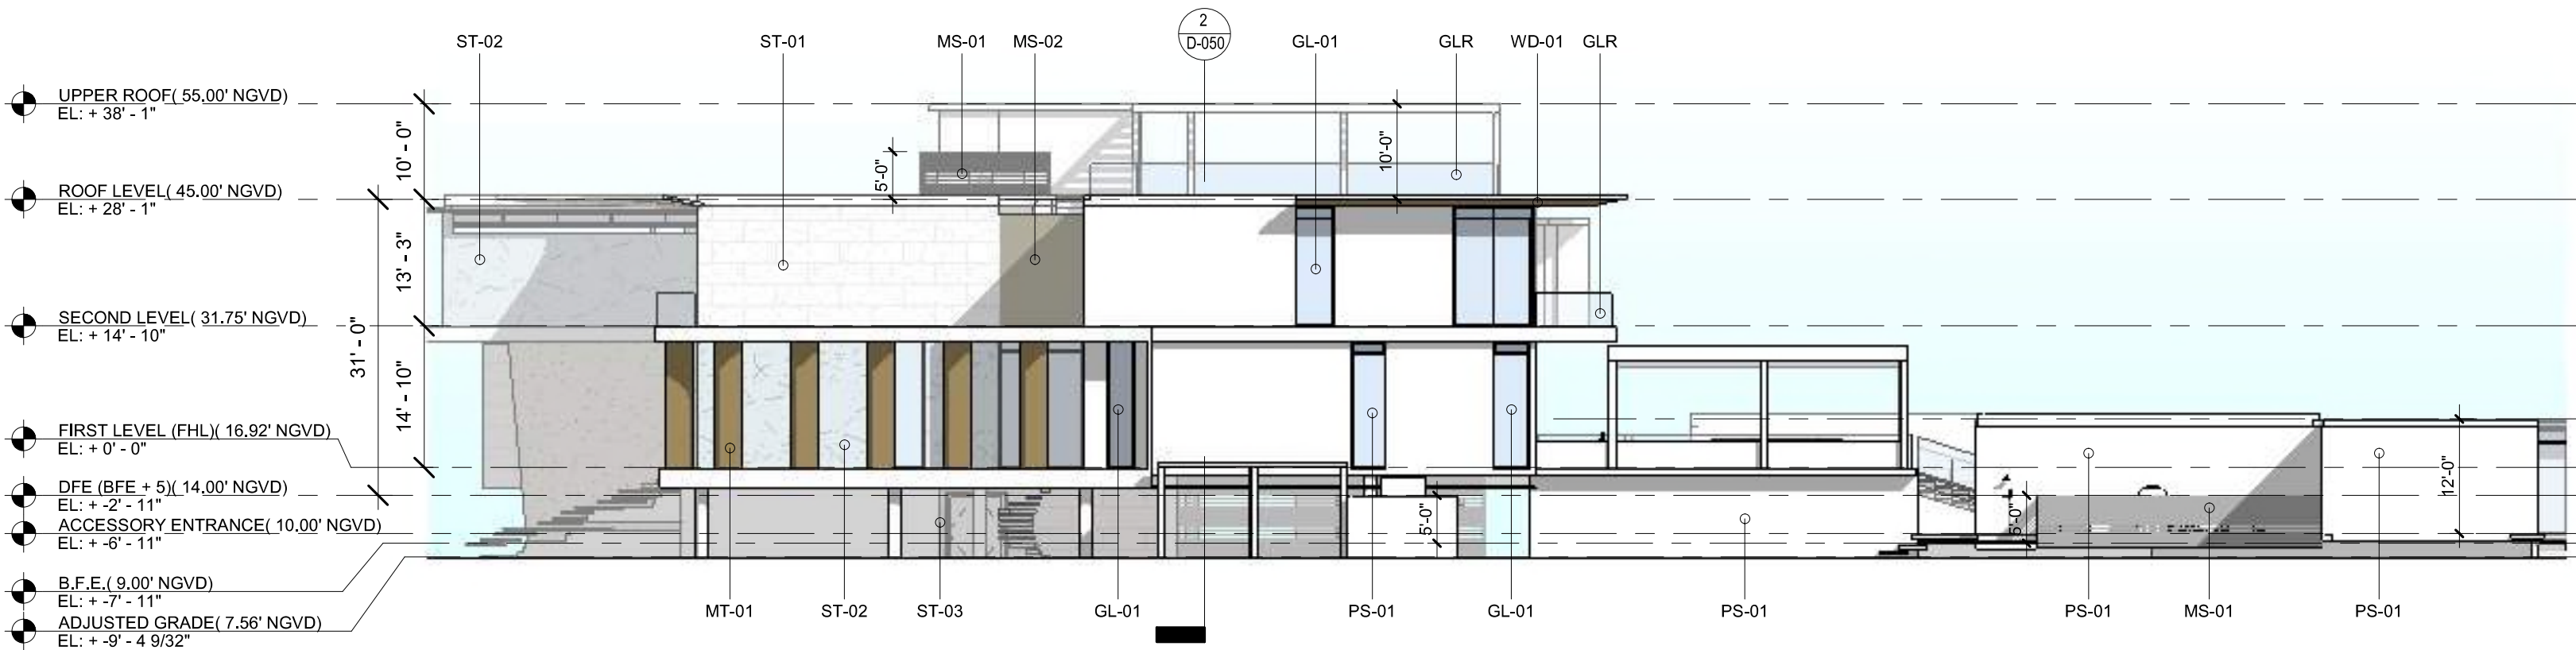 2
D-050
ST-02
ST-01
MS-01
MS-02
GL-01
GLR
WD-01
GLR
UPPER ROOF( 55.00' NGVD)
EL: + 38' - 1"
10' - 0"
10'-0"
5'-0"
ROOF LEVEL( 45.00' NGVD)
EL: + 28' - 1"
13' - 3"
SECOND LEVEL( 31.75' NGVD)
EL: + 14' - 10"
31' - 0"
14' - 10"
FIRST LEVEL (FHL)( 16.92' NGVD)
EL: + 0' - 0"
DFE (BFE + 5)( 14.00' NGVD)
EL: + -2' - 11"
5'-0"
5'-0"
12'-0"
ACCESSORY ENTRANCE( 10.00' NGVD)
EL: + -6' - 11"
B.F.E.( 9.00' NGVD)
EL: + -7' - 11"
ADJUSTED GRADE( 7.56' NGVD)
EL: + -9' - 4 9/32"
MT-01
ST-02
ST-03
GL-01
PS-01
GL-01
PS-01
PS-01
MS-01
PS-01